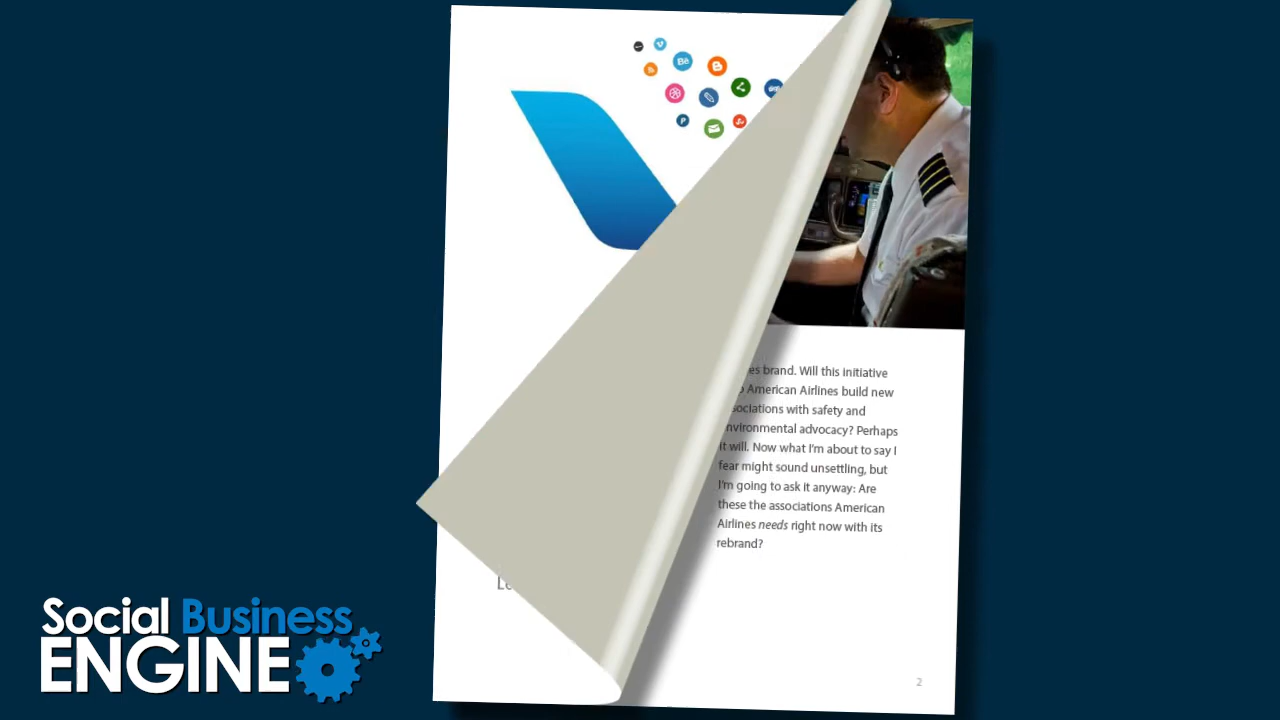 es brand. Will this initiative
American Airlines build new
sociations with safety and
nvironmental advocacy? Perhaps
it will. Now what I'm about to say I
fear might sound unsettling, but
I'm going to ask it anyway: Are
these the associations American
Airlines needs right now with its
rebrand?
2
Social Business
ENGINE